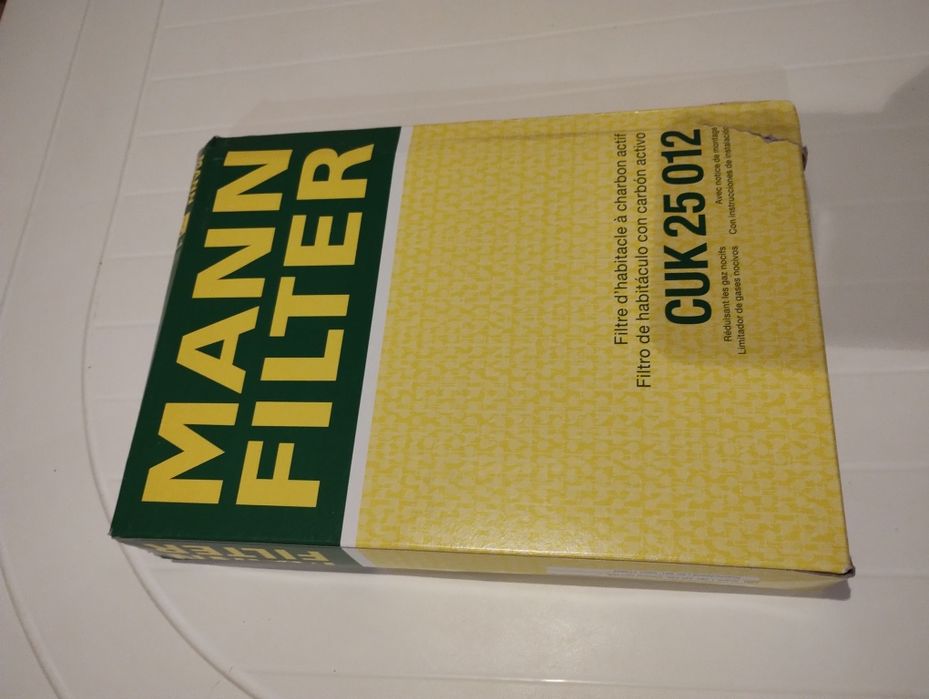 MANN
FILTER
Filtre d'habitacle à charbon actif
Filtro de habitáculo con carbón activo
CUK 25 012
Réduisant les gaz nocifs
Limitador de gases nocivos
Avec notice de montage
Con instrucciones de instalación
FILTER